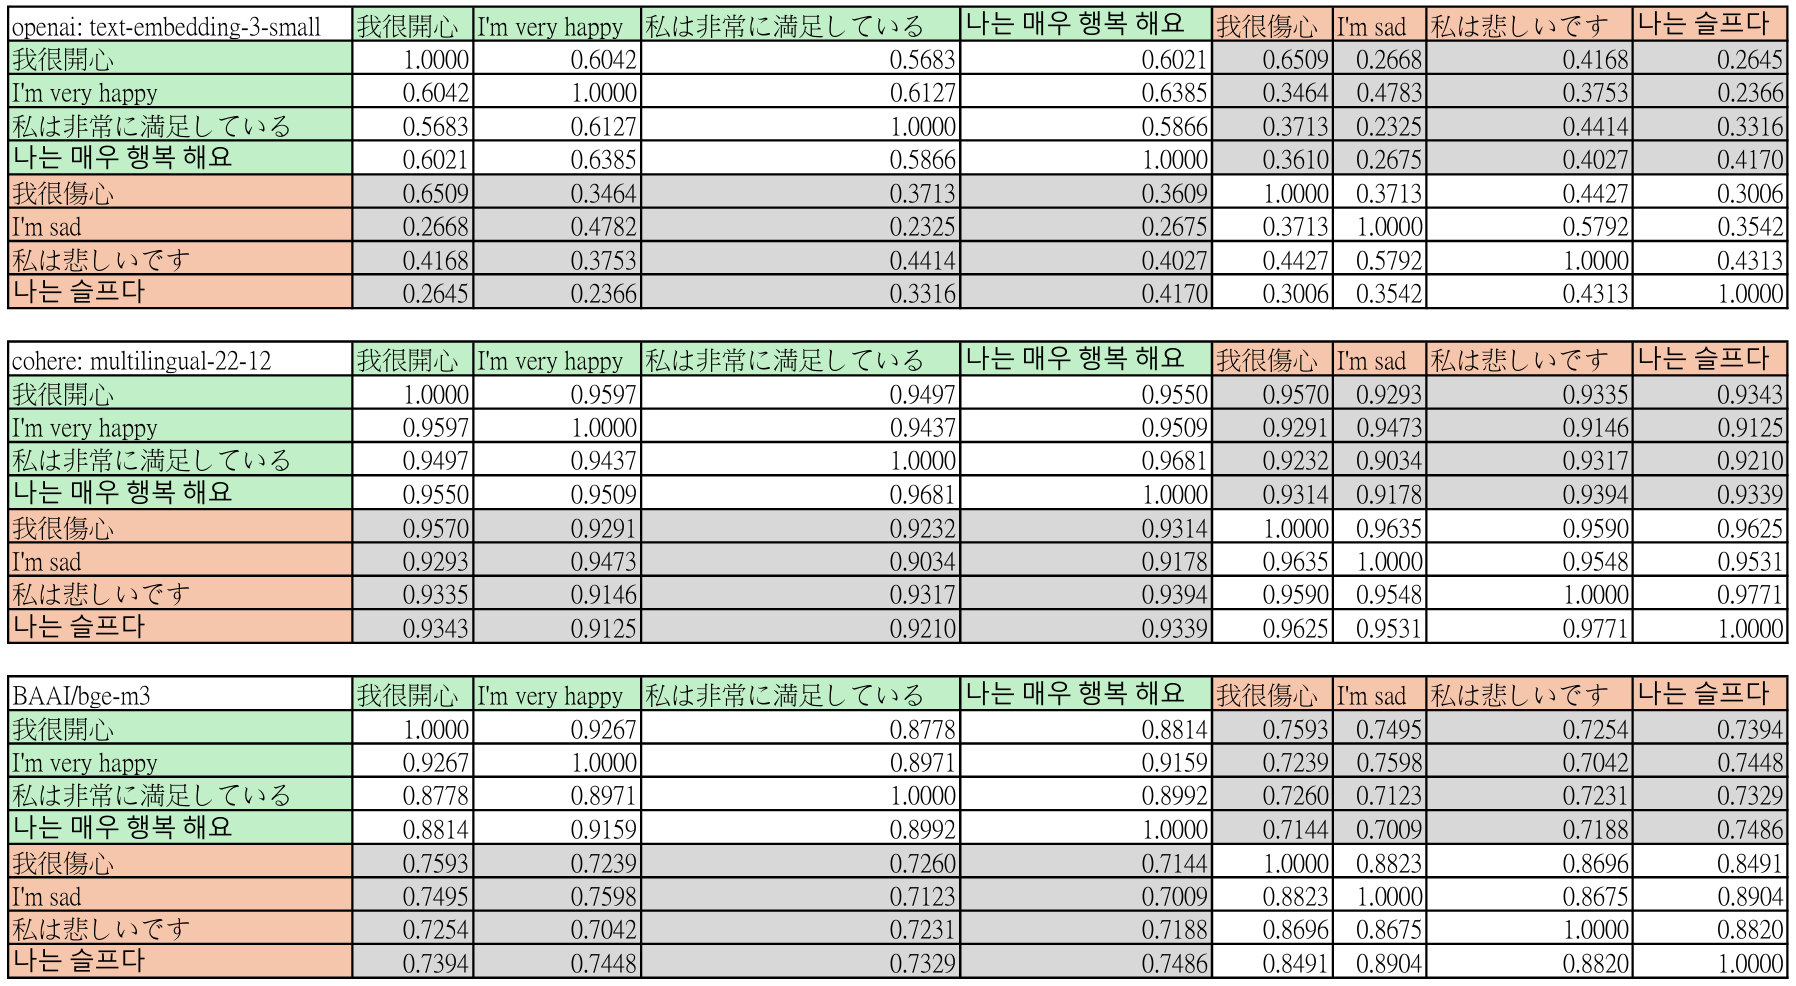 openai: text-embedding-3-small 我很開心 I'm very happy 私は非常に満足している 나는 매우 행복 해요 我很傷心 I'm sad 私は悲しいです 나는 슬프다
我很開心 1.0000 0.6042 0.5683 0.6021 0.6509 0.2668 0.4168 0.2645
I'm very happy 0.6042 1.0000 0.6127 0.6385 0.3464 0.4783 0.3753 0.2366
私は非常に満足している 0.5683 0.6127 1.0000 0.5866 0.3713 0.2325 0.4414 0.3316
나는 매우 행복 해요 0.6021 0.6385 0.5866 1.0000 0.3610 0.2675 0.4027 0.4170
我很傷心 0.6509 0.3464 0.3713 0.3609 1.0000 0.3713 0.4427 0.3006
I'm sad 0.2668 0.4782 0.2325 0.2675 0.3713 1.0000 0.5792 0.3542
私は悲しいです 0.4168 0.3753 0.4414 0.4027 0.4427 0.5792 1.0000 0.4313
나는 슬프다 0.2645 0.2366 0.3316 0.4170 0.3006 0.3542 0.4313 1.0000
cohere: multilingual-22-12 我很開心 I'm very happy 私は非常に満足している 나는 매우 행복 해요 我很傷心 I'm sad 私は悲しいです 나는 슬프다
我很開心 1.0000 0.9597 0.9497 0.9550 0.9570 0.9293 0.9335 0.9343
I'm very happy 0.9597 1.0000 0.9437 0.9509 0.9291 0.9473 0.9146 0.9125
私は非常に満足している 0.9497 0.9437 1.0000 0.9681 0.9232 0.9034 0.9317 0.9210
나는 매우 행복 해요 0.9550 0.9509 0.9681 1.0000 0.9314 0.9178 0.9394 0.9339
我很傷心 0.9570 0.9291 0.9232 0.9314 1.0000 0.9635 0.9590 0.9625
I'm sad 0.9293 0.9473 0.9034 0.9178 0.9635 1.0000 0.9548 0.9531
私は悲しいです 0.9335 0.9146 0.9317 0.9394 0.9590 0.9548 1.0000 0.9771
나는 슬프다 0.9343 0.9125 0.9210 0.9339 0.9625 0.9531 0.9771 1.0000
BAAI/bge-m3 我很開心 I'm very happy 私は非常に満足している 나는 매우 행복 해요 我很傷心 I'm sad 私は悲しいです 나는 슬프다
我很開心 1.0000 0.9267 0.8778 0.8814 0.7593 0.7495 0.7254 0.7394
I'm very happy 0.9267 1.0000 0.8971 0.9159 0.7239 0.7598 0.7042 0.7448
私は非常に満足している 0.8778 0.8971 1.0000 0.8992 0.7260 0.7123 0.7231 0.7329
나는 매우 행복 해요 0.8814 0.9159 0.8992 1.0000 0.7144 0.7009 0.7188 0.7486
我很傷心 0.7593 0.7239 0.7260 0.7144 1.0000 0.8823 0.8696 0.8491
I'm sad 0.7495 0.7598 0.7123 0.7009 0.8823 1.0000 0.8675 0.8904
私は悲しいです 0.7254 0.7042 0.7231 0.7188 0.8696 0.8675 1.0000 0.8820
나는 슬프다 0.7394 0.7448 0.7329 0.7486 0.8491 0.8904 0.8820 1.0000